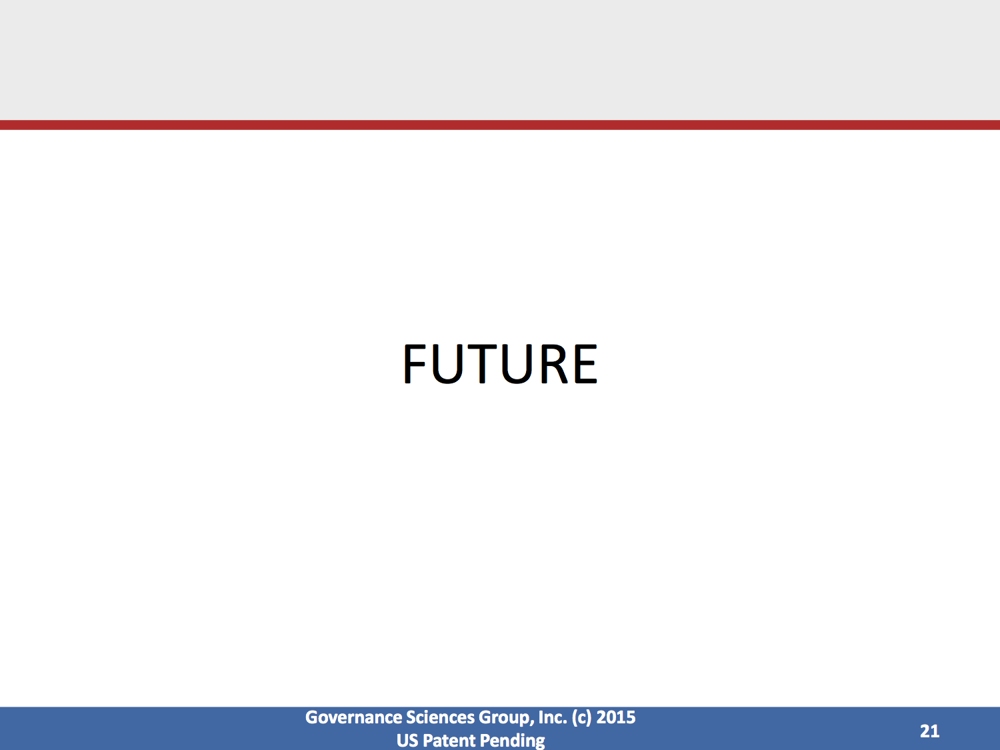 FUTURE
Governance Sciences Group, Inc. (c) 2015
US Patent Pending
21